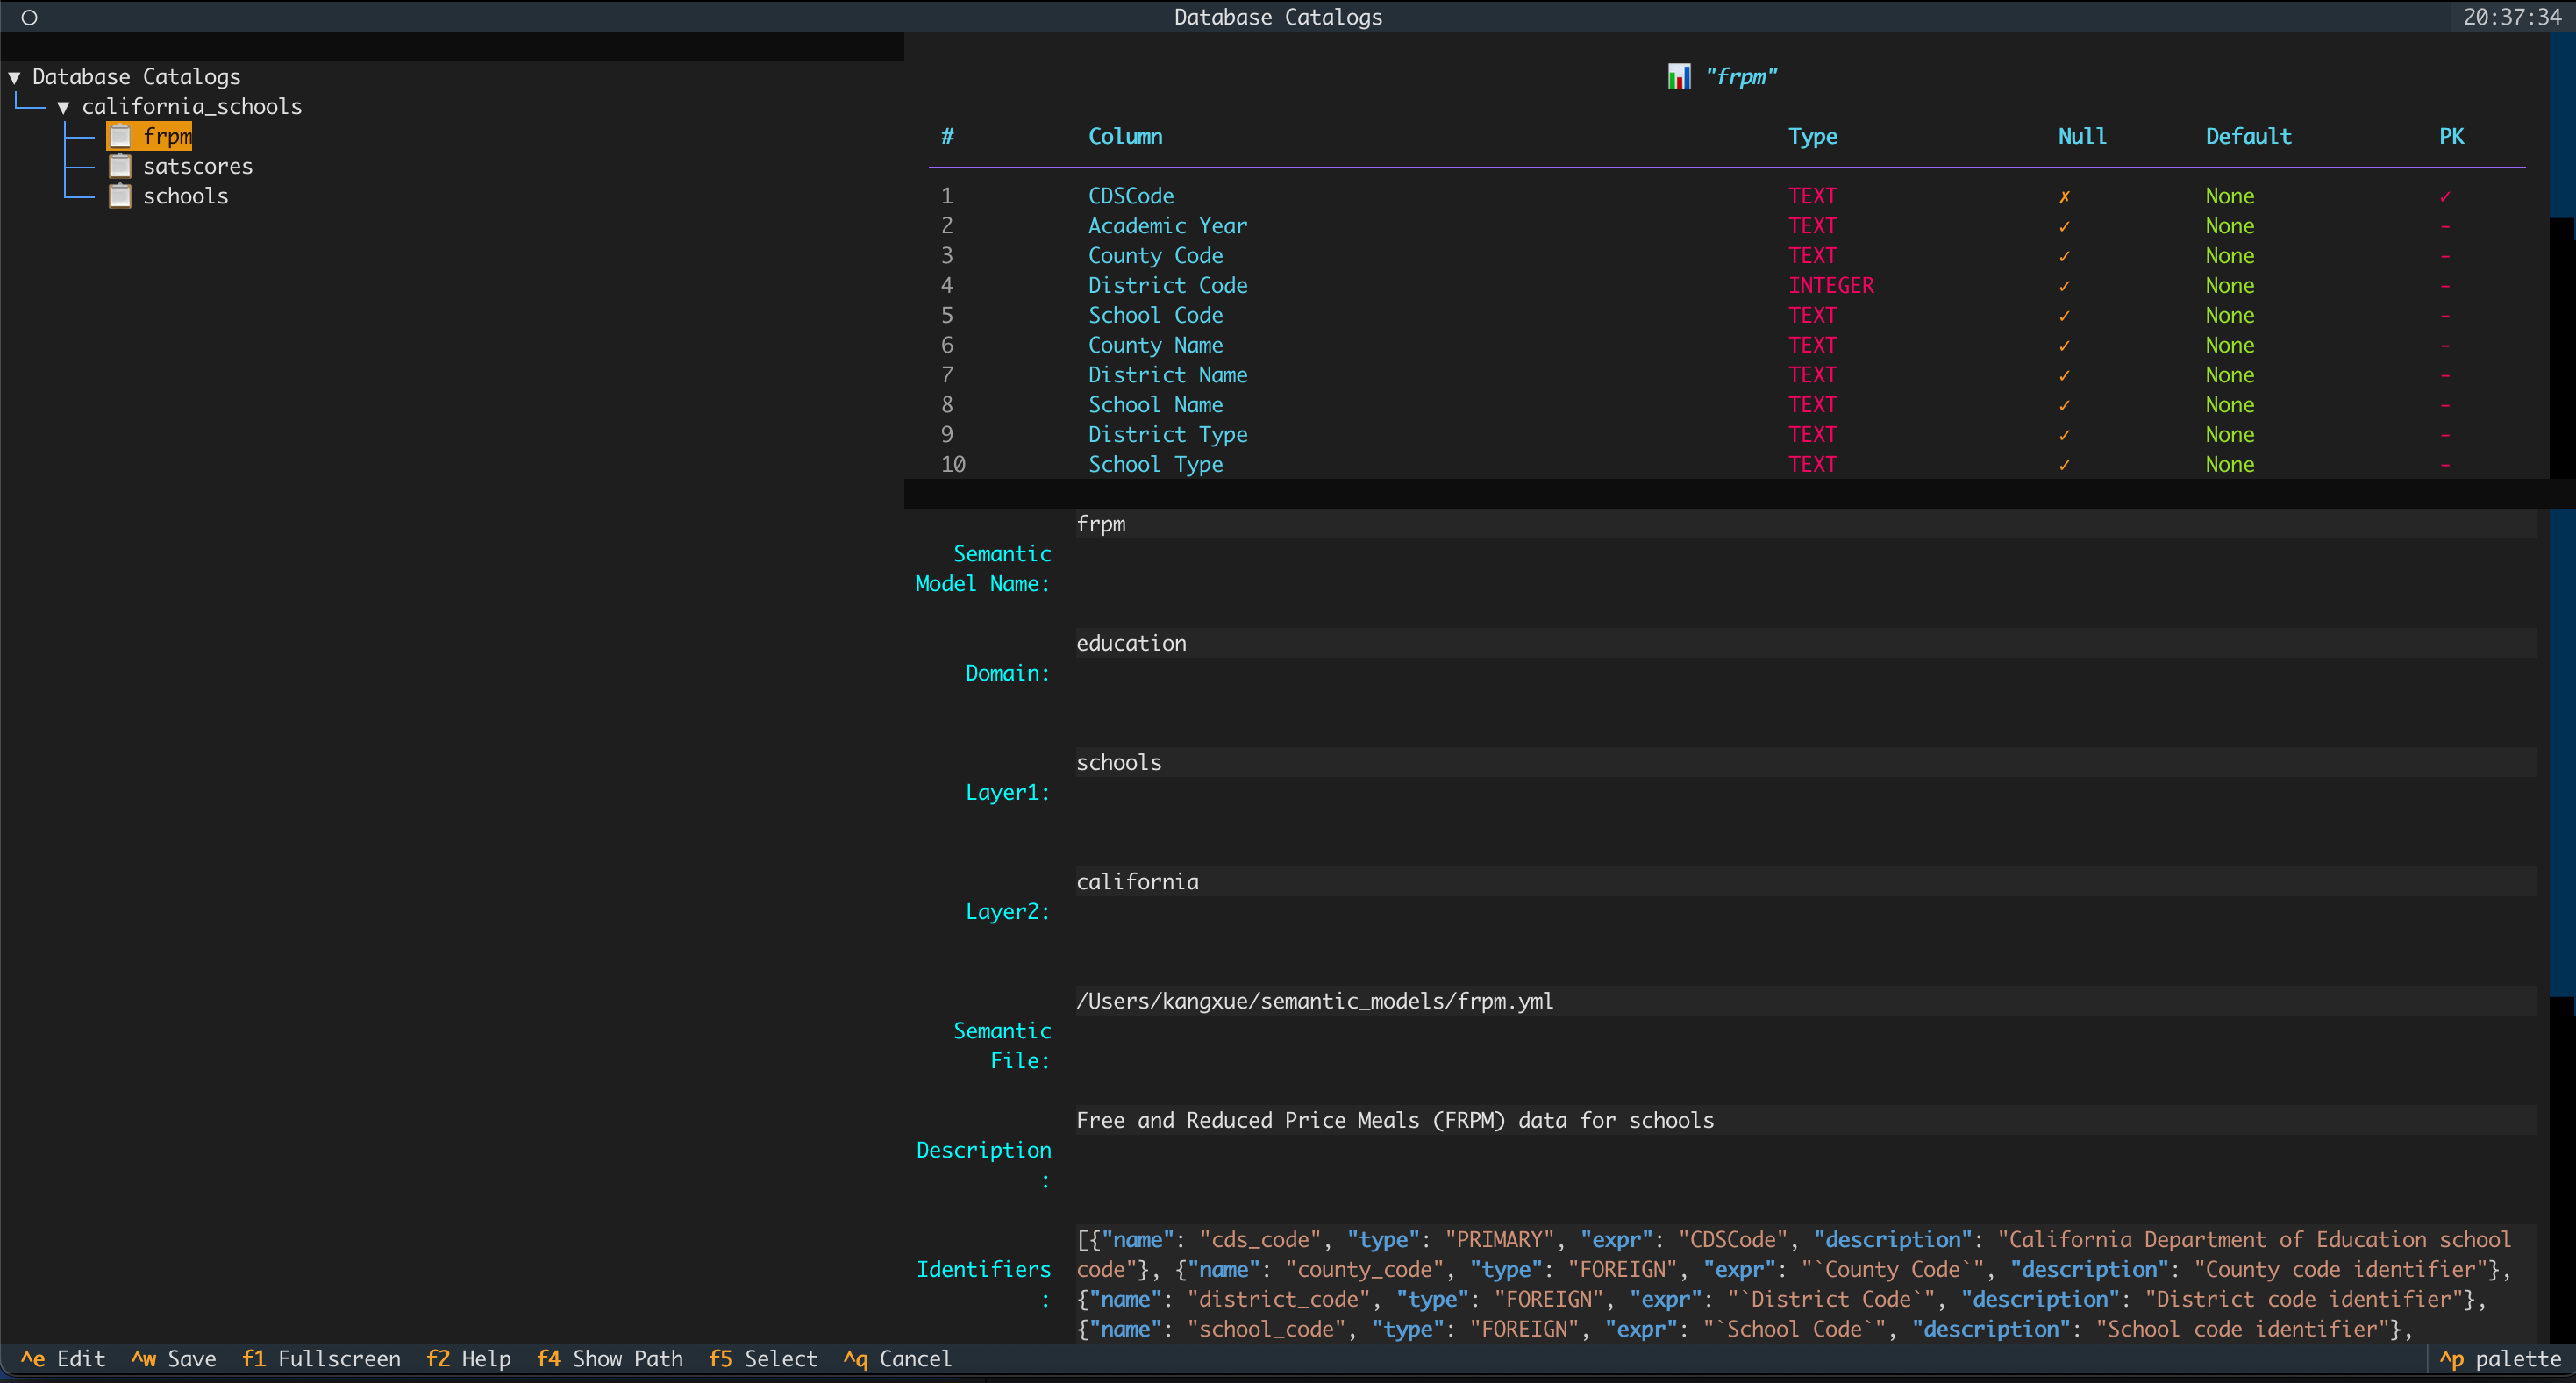 Database Catalogs
20:37:34
▼ Database Catalogs
▼ california_schools
frpm
satscores
schools
"frpm"
# Column Type Null Default PK
1 CDSCode TEXT ✗ None ✓
2 Academic Year TEXT ✓ None -
3 County Code TEXT ✓ None -
4 District Code INTEGER ✓ None -
5 School Code TEXT ✓ None -
6 County Name TEXT ✓ None -
7 District Name TEXT ✓ None -
8 School Name TEXT ✓ None -
9 District Type TEXT ✓ None -
10 School Type TEXT ✓ None -
frpm
Semantic
Model Name:
education
Domain:
schools
Layer1:
california
Layer2:
/Users/kangxue/semantic_models/frpm.yml
Semantic
File:
Free and Reduced Price Meals (FRPM) data for schools
Description
:
[{"name": "cds_code", "type": "PRIMARY", "expr": "CDSCode", "description": "California Department of Education school
Identifiers code"}, {"name": "county_code", "type": "FOREIGN", "expr": "`County Code`", "description": "County code identifier"},
: {"name": "district_code", "type": "FOREIGN", "expr": "`District Code`", "description": "District code identifier"},
{"name": "school_code", "type": "FOREIGN", "expr": "`School Code`", "description": "School code identifier"},
^e Edit ^w Save f1 Fullscreen f2 Help f4 Show Path f5 Select ^q Cancel ^p palette